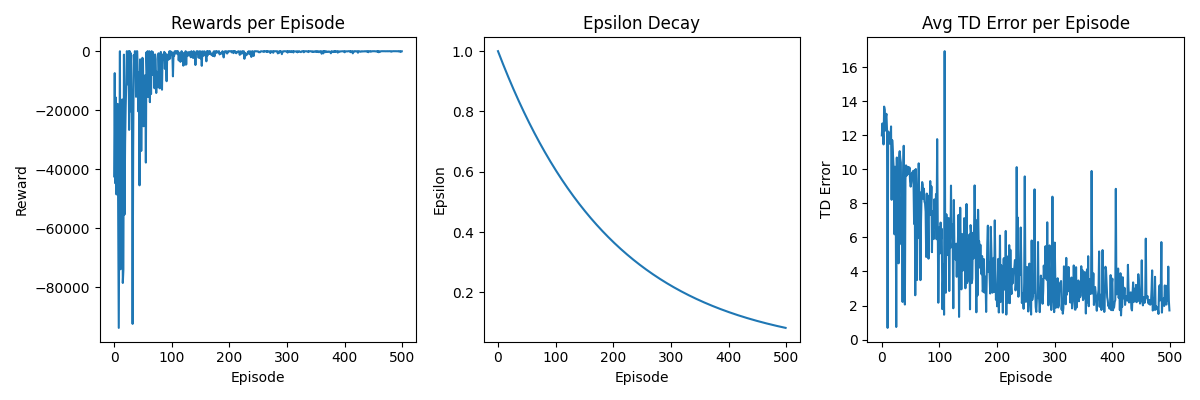 Rewards per Episode
Reward
0
−20000
−40000
−60000
−80000
0 100 200 300 400 500
Episode
Epsilon Decay
Epsilon
1.0
0.8
0.6
0.4
0.2
0 100 200 300 400 500
Episode
Avg TD Error per Episode
TD Error
16
14
12
10
8
6
4
2
0
0 100 200 300 400 500
Episode